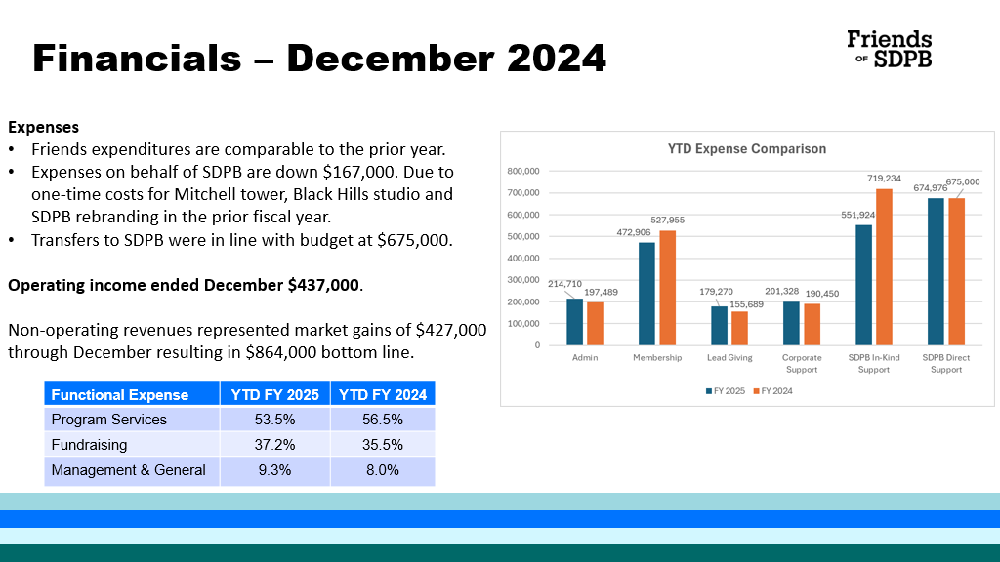 Financials – December 2024
Friends
OF SDPB
Expenses
• Friends expenditures are comparable to the prior year.
• Expenses on behalf of SDPB are down $167,000. Due to
one-time costs for Mitchell tower, Black Hills studio and
SDPB rebranding in the prior fiscal year.
• Transfers to SDPB were in line with budget at $675,000.
Operating income ended December $437,000.
Non-operating revenues represented market gains of $427,000
through December resulting in $864,000 bottom line.
Functional Expense YTD FY 2025 YTD FY 2024
Program Services 53.5% 56.5%
Fundraising 37.2% 35.5%
Management & General 9.3% 8.0%
YTD Expense Comparison
800,000
700,000
600,000
500,000
400,000
300,000
200,000
100,000
0
214,710 197,489
472,906 527,955
179,270 155,689
201,328 190,450
551,924 719,234
674,976 675,000
Admin
Membership
Lead Giving
Corporate
Support
SDPB In-Kind
Support
SDPB Direct
Support
FY 2025 FY 2024